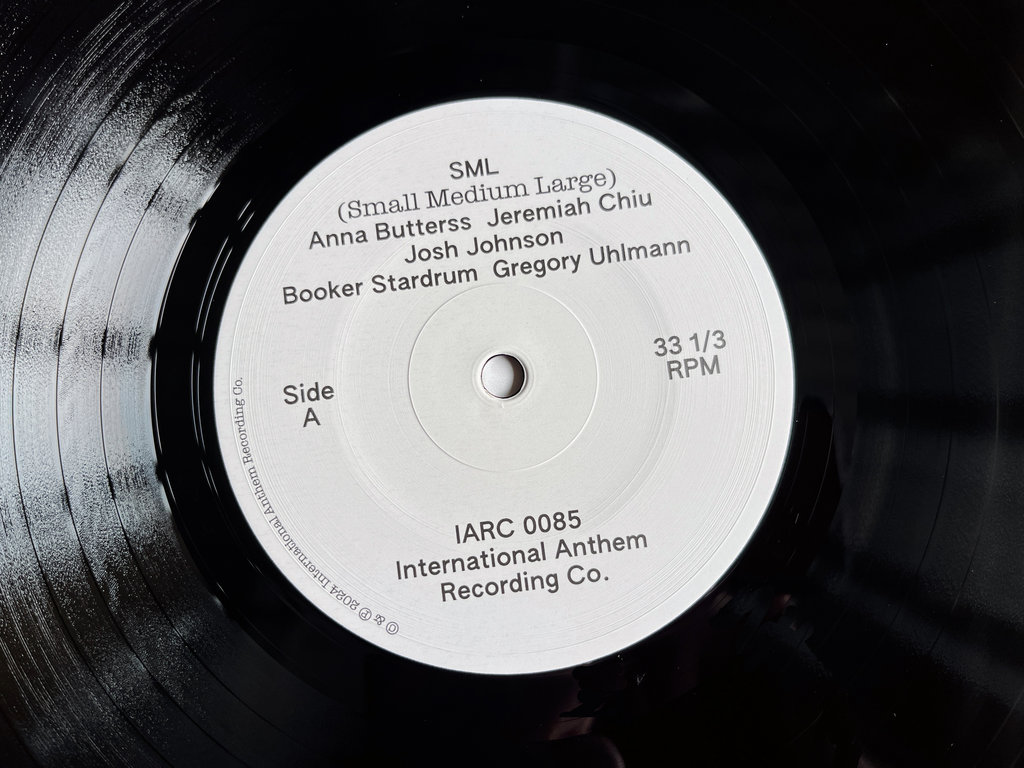 SML
(Small Medium Large)
Anna Butterss Jeremiah Chiu
Josh Johnson
Booker Stardrum Gregory Uhlmann
33 1/3
RPM
Side
A
IARC 0085
International Anthem
Recording Co.
© & ℗ 2024 International Anthem Recording Co.